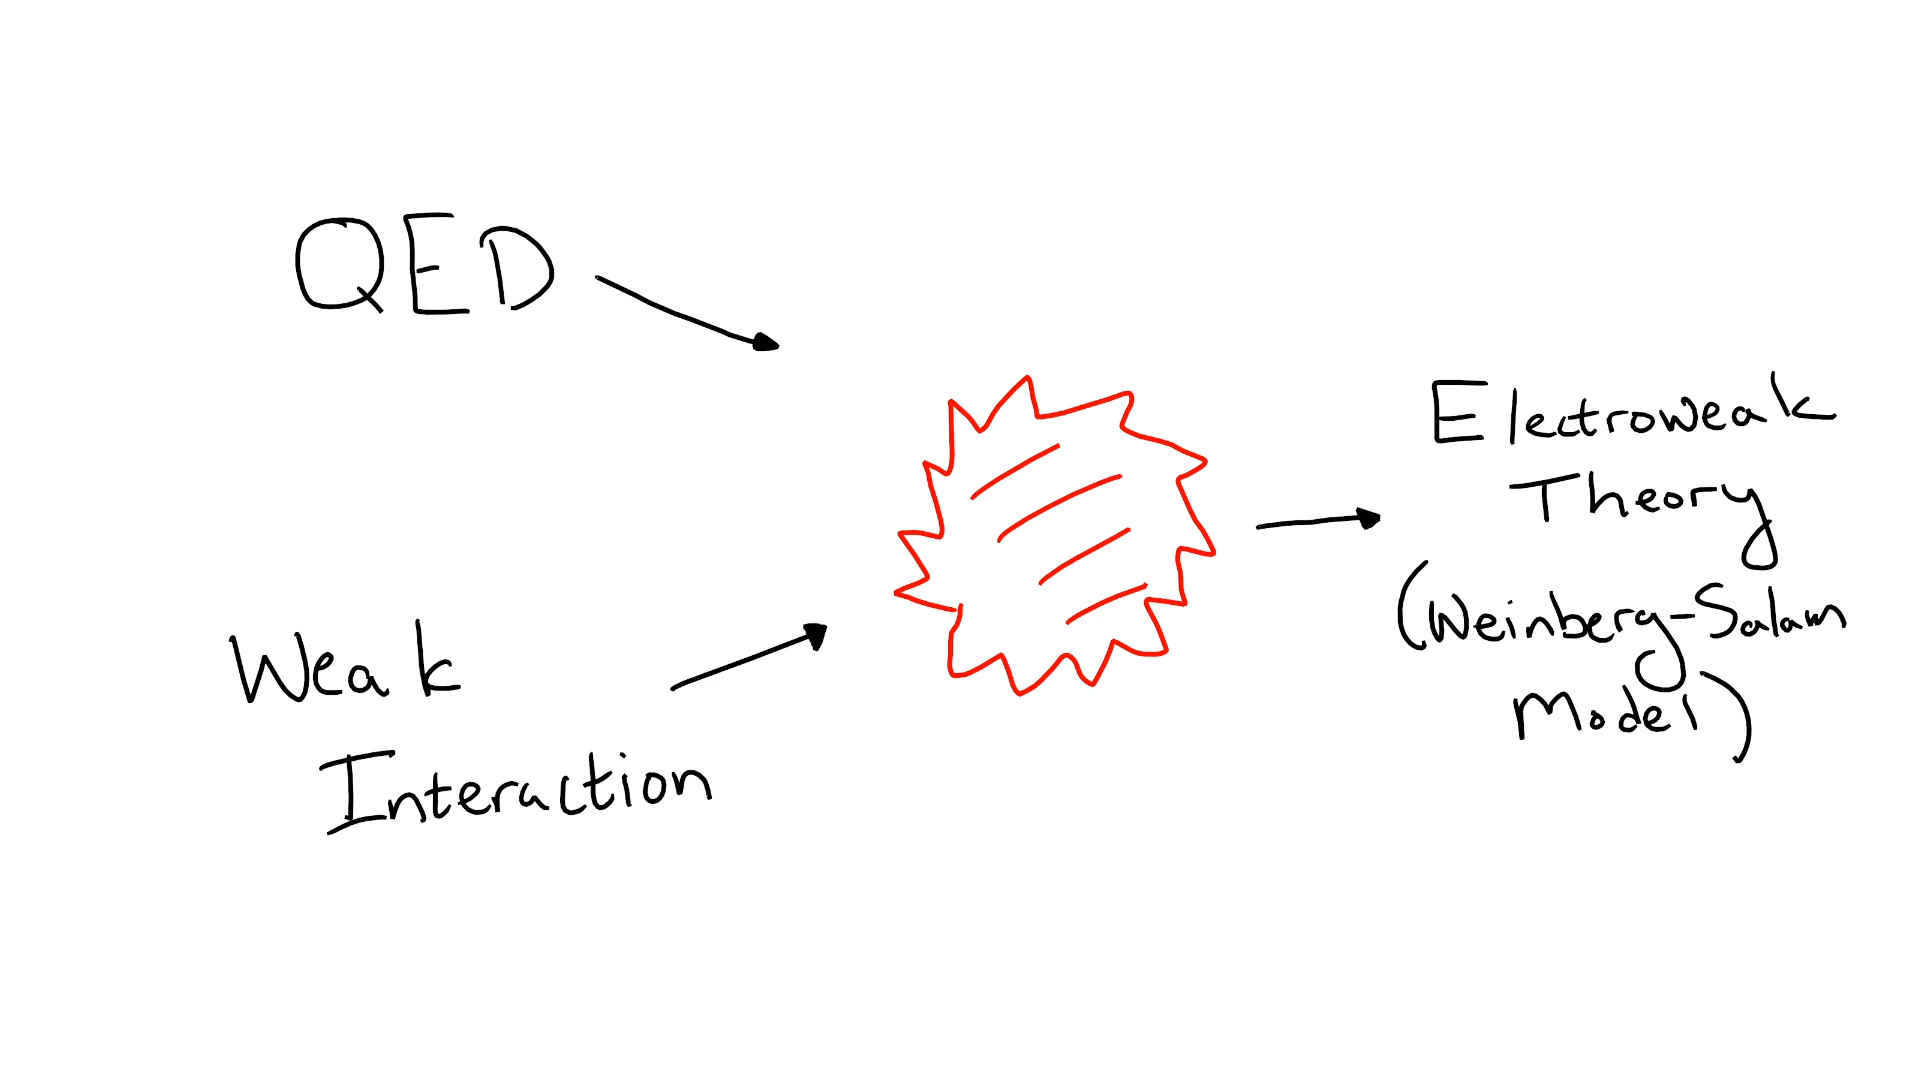 QED
Weak
Interaction
Electroweak
Theory
(Weinberg-Salam
Model)